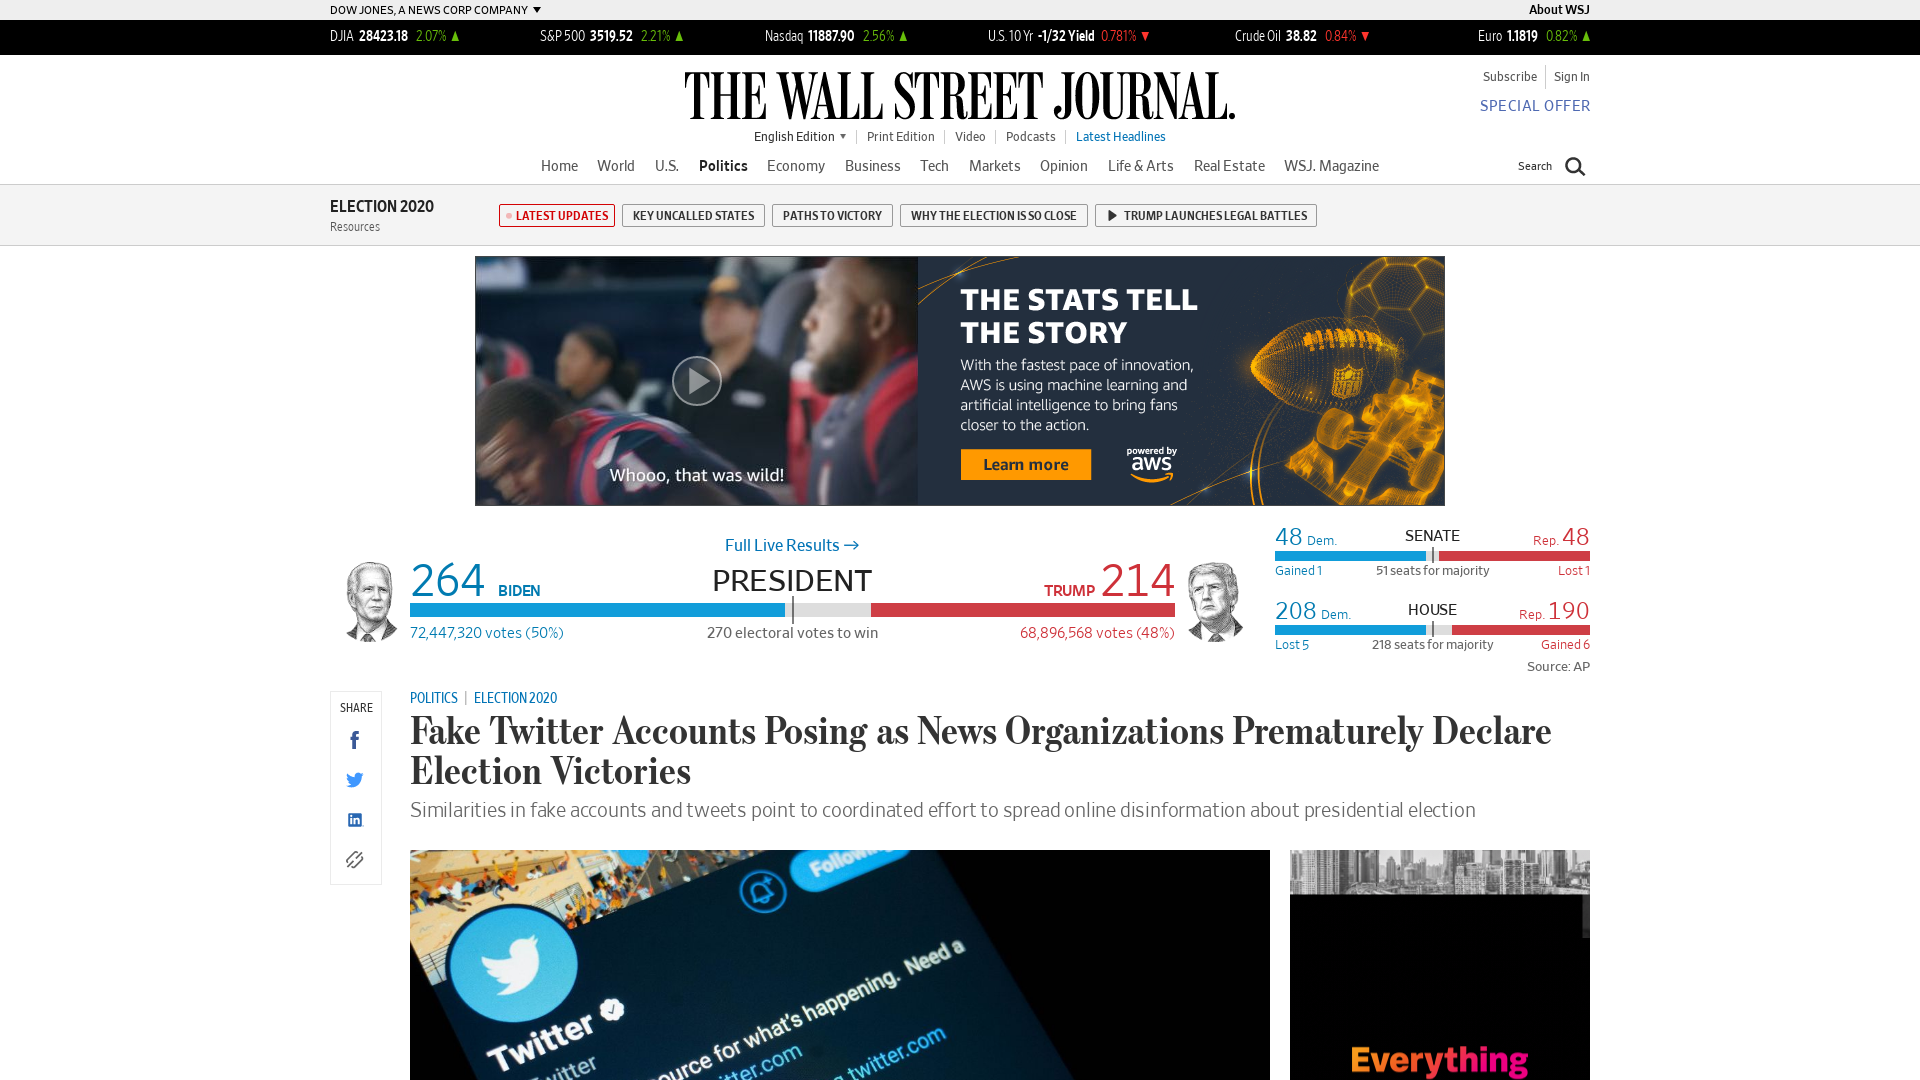 DOW JONES, A NEWS CORP COMPANY
About WSJ
DJIA 28423.18 2.07%
S&P 500 3519.52 2.21%
Nasdaq 11887.90 2.56%
U.S. 10 Yr -1/32 Yield 0.781%
Crude Oil 38.82 0.84%
Euro 1.1819 0.82%
THE WALL STREET JOURNAL.
Subscribe
Sign In
SPECIAL OFFER
English Edition
Print Edition
Video
Podcasts
Latest Headlines
Home
World
U.S.
Politics
Economy
Business
Tech
Markets
Opinion
Life & Arts
Real Estate
WSJ. Magazine
Search
ELECTION 2020
Resources
LATEST UPDATES
KEY UNCALLED STATES
PATHS TO VICTORY
WHY THE ELECTION IS SO CLOSE
TRUMP LAUNCHES LEGAL BATTLES
Whooo, that was wild!
THE STATS TELL
THE STORY
With the fastest pace of innovation,
AWS is using machine learning and
artificial intelligence to bring fans
closer to the action.
Learn more
powered by
aws
NFL
Full Live Results →
264 BIDEN
PRESIDENT
TRUMP 214
72,447,320 votes (50%)
270 electoral votes to win
68,896,568 votes (48%)
48 Dem.
SENATE
Rep. 48
Gained 1
51 seats for majority
Lost 1
208 Dem.
HOUSE
Rep. 190
Lost 5
218 seats for majority
Gained 6
Source: AP
SHARE
POLITICS | ELECTION 2020
Fake Twitter Accounts Posing as News Organizations Prematurely Declare
Election Victories
Similarities in fake accounts and tweets point to coordinated effort to spread online disinformation about presidential election
Following
Twitter
Twitter
source for what's happening. Need a
twitter.com
twitter.com
Everything